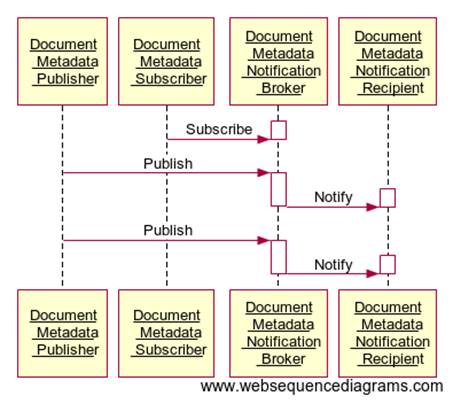 Document Document Document Document
Metadata Metadata Metadata Metadata
Publisher Subscriber Notification Notification
Broker Recipient
Subscribe
Publish
Notify
Publish
Notify
Document Document Document Document
Metadata Metadata Metadata Metadata
Publisher Subscriber Notification Notification
Broker Recipient
www.websequencediagrams.com